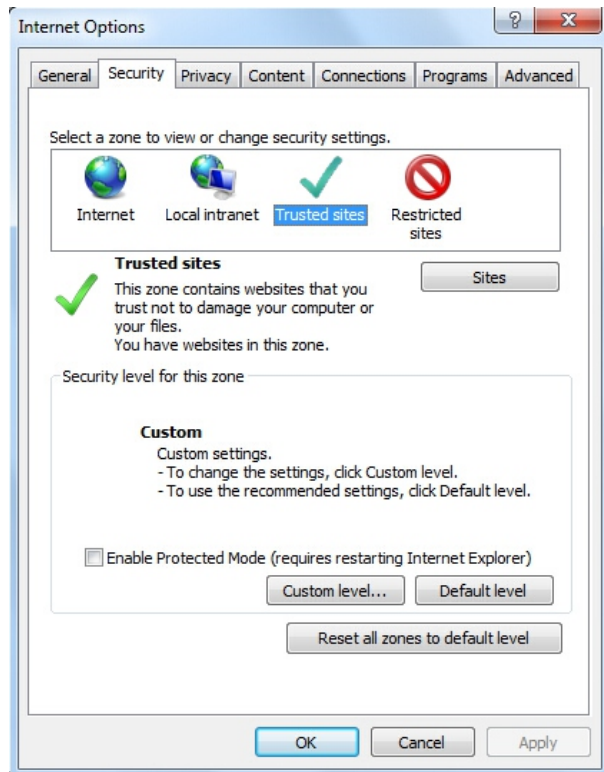 Internet Options
General Security Privacy Content Connections Programs Advanced
Select a zone to view or change security settings.
Internet Local intranet Trusted sites Restricted
sites
Trusted sites
Sites
This zone contains websites that you
trust not to damage your computer or
your files.
You have websites in this zone.
Security level for this zone
Custom
Custom settings.
- To change the settings, click Custom level.
- To use the recommended settings, click Default level.
Enable Protected Mode (requires restarting Internet Explorer)
Custom level... Default level
Reset all zones to default level
OK Cancel Apply